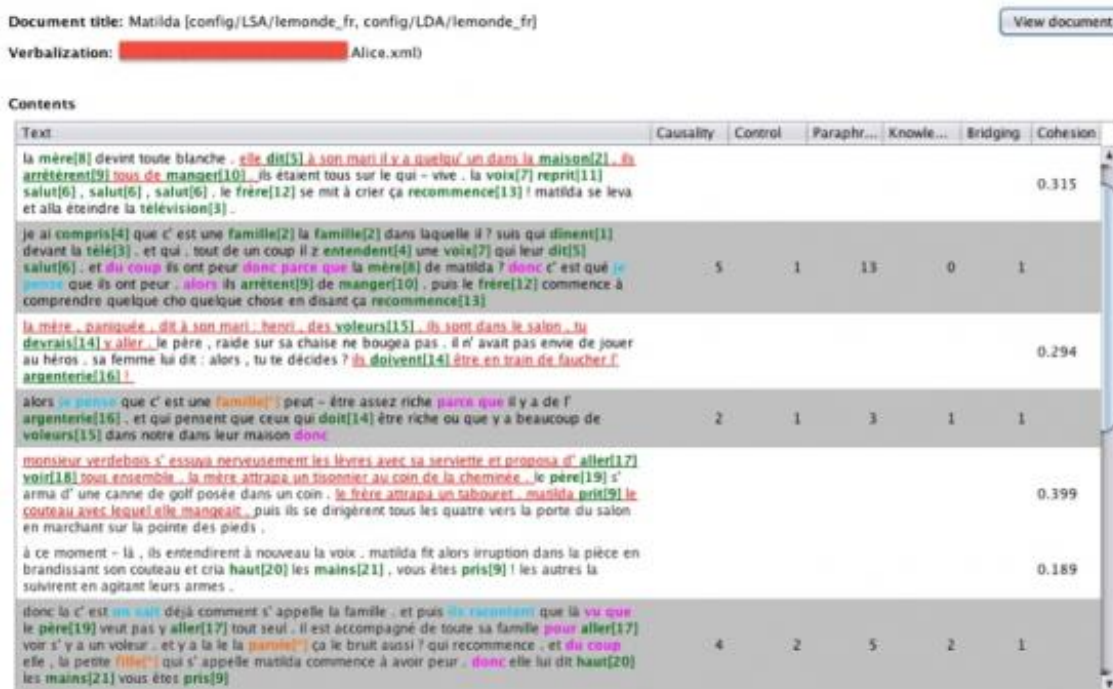 Document title: Matilda [config/LSA/lemonde_fr, config/LDA/lemonde_fr]
View document
Verbalization: Alice.xml)
Contents
Text Causality Control Paraphr... Knowle... Bridging Cohesion
la mère[8] devint toute blanche . elle dit[5] à son mari il y a quelqu' un dans la maison[2] . ils
arrêtèrent[9] tous de manger[10] . ils étaient tous sur le qui - vive . la voix[7] reprit[11]
salut[6] , salut[6] , salut[6] . le frère[12] se mit à crier ça recommence[13] ! matilda se leva
et alla éteindre la télévision[3] .
0.315
je ai compris[4] que c' est une famille[2] la famille[2] dans laquelle il ? suis qui dinent[1]
devant la télé[3] . et qui . tout de un coup il z entendent[4] une voix[7] qui leur dit[5]
salut[6] . et du coup ils ont peur donc parce que la mère[8] de matilda ? donc c' est qué je
pense que ils ont peur . alors ils arrêtent[9] de manger[10] . puis le frère[12] commence à
comprendre quelque cho quelque chose en disant ça recommence[13]
5 1 13 0 1
la mère , paniquée , dit à son mari : henri , des voleurs[15] . ils sont dans le salon . tu
devrais[14] y aller . le père , raide sur sa chaise ne bougea pas . il n' avait pas envie de jouer
au héros . sa femme lui dit : alors , tu te décides ? ils doivent[14] être en train de faucher l'
argenterie[16] !
0.294
alors je pense que c' est une famille[*] peut - être assez riche parce que il y a de l'
argenterie[16] . et qui pensent que ceux qui doit[14] être riche ou que y a beaucoup de
voleurs[15] dans notre dans leur maison donc
2 1 3 1 1
monsieur verdebois s' essuya nerveusement les lèvres avec sa serviette et proposa d' aller[17]
voir[18] tous ensemble . la mère attrapa un tisonnier au coin de la cheminée . le père[19] s'
arma d' une canne de golf posée dans un coin . le frère attrapa un tabouret . matilda prit[9] le
couteau avec lequel elle mangeait . puis ils se dirigèrent tous les quatre vers la porte du salon
en marchant sur la pointe des pieds .
0.399
à ce moment - là , ils entendirent à nouveau la voix . matilda fit alors irruption dans la pièce en
brandissant son couteau et cria haut[20] les mains[21] , vous êtes pris[9] ! les autres la
suivirent en agitant leurs armes .
0.189
donc la c' est on sait déjà comment s' appelle la famille . et puis ils racontent que là vu que
le père[19] veut pas y aller[17] tout seul . il est accompagné de toute sa famille pour aller[17]
voir s' y a un voleur . et y a la le la parole[*] ça le bruit aussi ? qui recommence . et du coup
elle , la petite fille[*] qui s' appelle matilda commence à avoir peur . donc elle lui dit haut[20]
les mains[21] vous êtes pris[9]
4 2 5 2 1